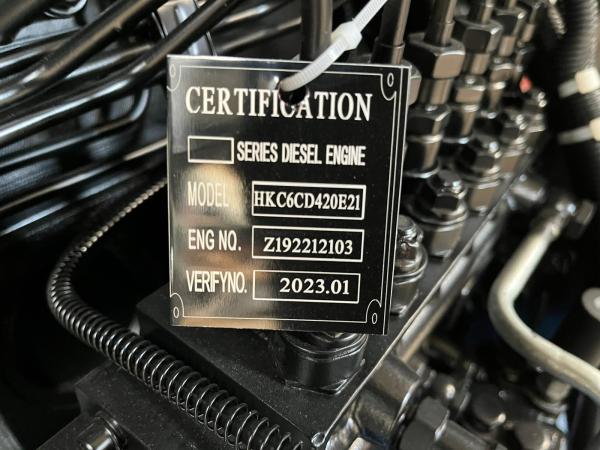 CERTIFICATION
SERIES DIESEL ENGINE
MODEL HKC6CD420E21
ENG NO. Z192212103
VERIFYNO. 2023.01